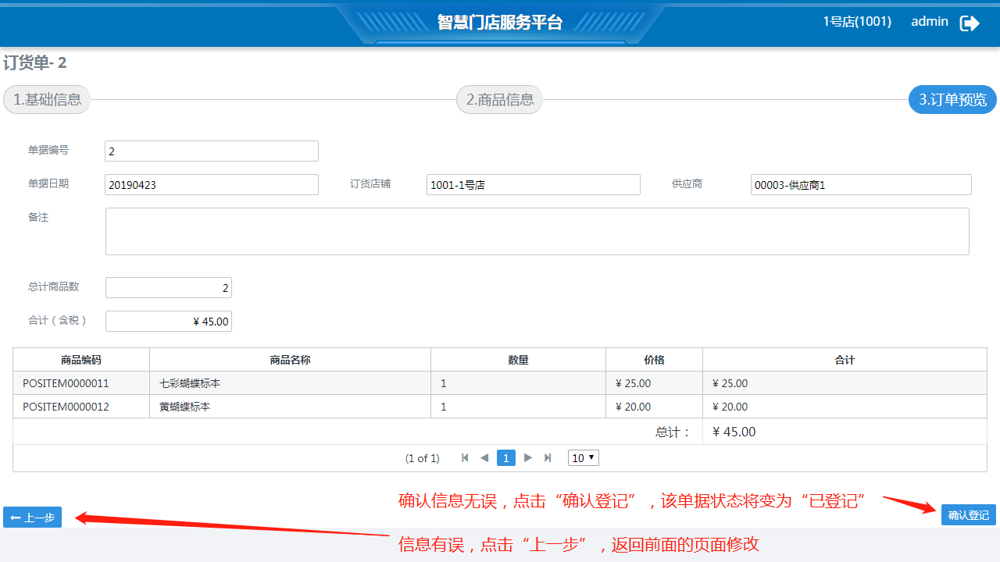 智慧门店服务平台
1号店(1001) admin
订货单- 2
1.基础信息 2.商品信息 3.订单预览
单据编号 2
单据日期 20190423 订货店铺 1001-1号店 供应商 00003-供应商1
备注
总计商品数 2
合计（含税） ¥ 45.00
商品编码 商品名称 数量 价格 合计
POSITEM0000011 七彩蝴蝶标本 1 ¥ 25.00 ¥ 25.00
POSITEM0000012 黄蝴蝶标本 1 ¥ 20.00 ¥ 20.00
总计： ¥ 45.00
(1 of 1) 1 10
确认信息无误，点击“确认登记”，该单据状态将变为“已登记”
上一步 确认登记
信息有误，点击“上一步”，返回前面的页面修改